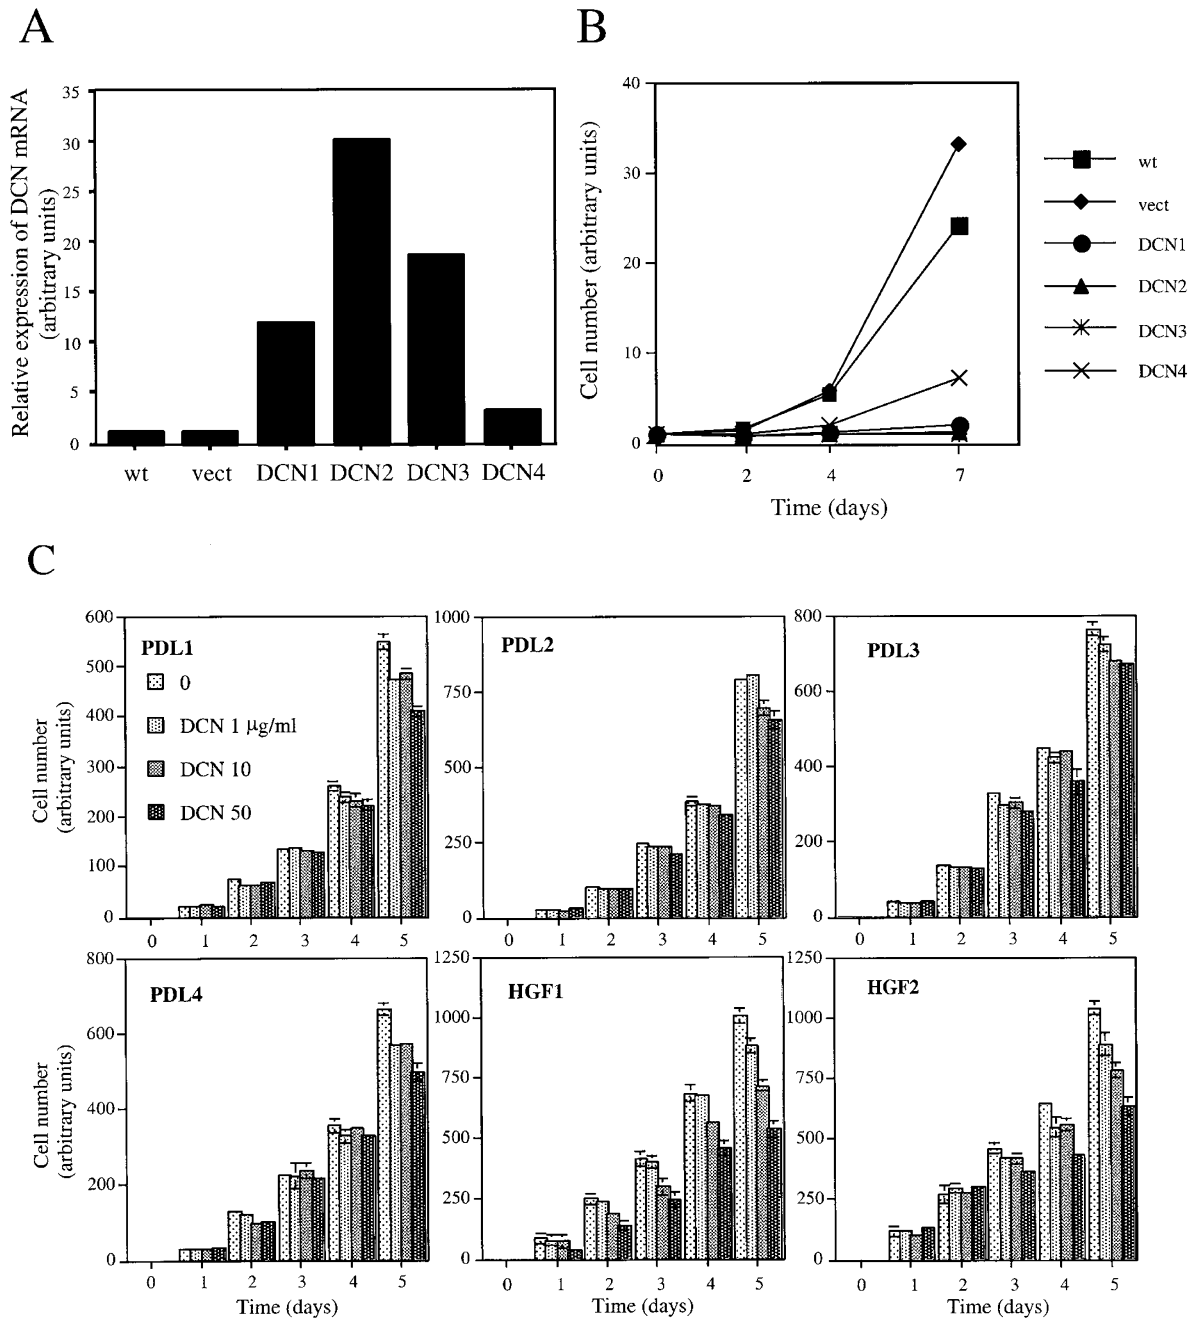 A
Relative expression of DCN mRNA
(arbitrary units)
35
30
25
20
15
10
5
0
wt vect DCN1 DCN2 DCN3 DCN4
B
Cell number (arbitrary units)
40
30
20
10
0
0 2 4 7
Time (days)
wt
vect
DCN1
DCN2
DCN3
DCN4
C
Cell number
(arbitrary units)
600
500
400
300
200
100
0
PDL1
0
DCN 1 μg/ml
DCN 10
DCN 50
0 1 2 3 4 5
1000
750
500
250
0
PDL2
0 1 2 3 4 5
800
600
400
200
0
PDL3
0 1 2 3 4 5
Cell number
(arbitrary units)
800
600
400
200
0
PDL4
0 1 2 3 4 5
Time (days)
1250
1000
750
500
250
0
HGF1
0 1 2 3 4 5
Time (days)
1250
1000
750
500
250
0
HGF2
0 1 2 3 4 5
Time (days)